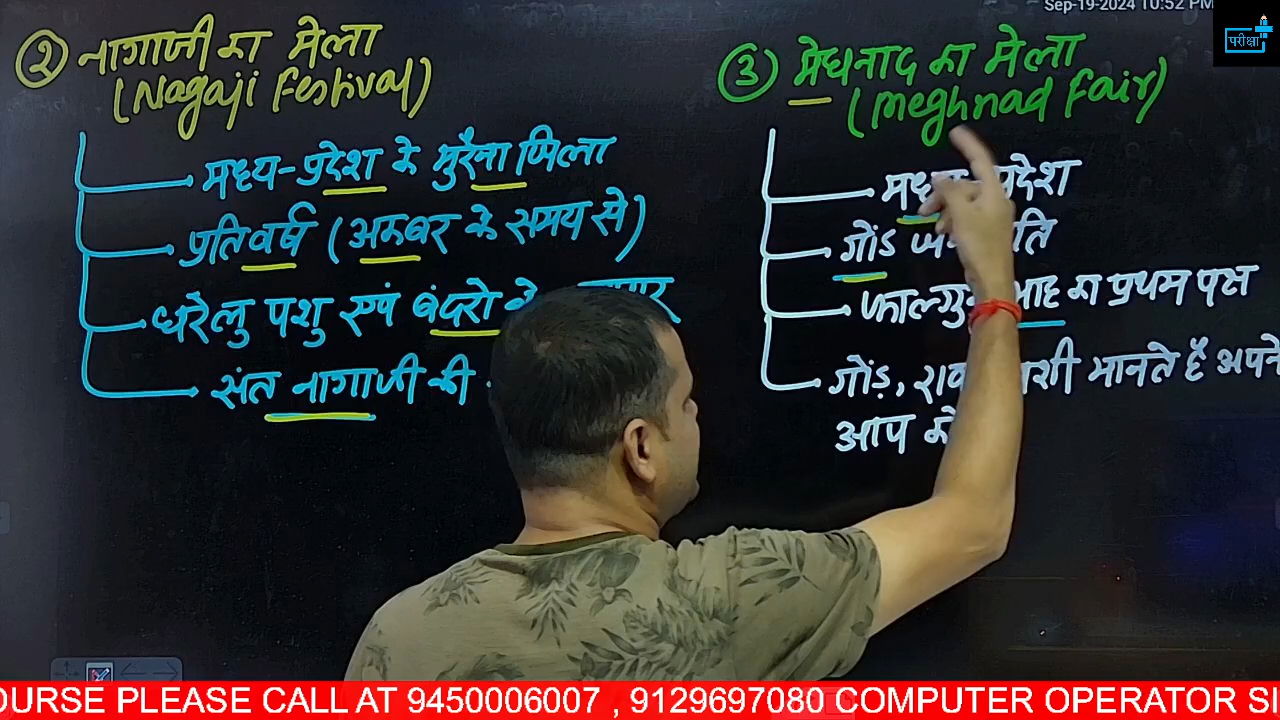 Sep-19-2024 10:52 PM
परीक्षा
② नागाजी का मेला
(Nagaji Festival)
मध्य-प्रदेश के मुरैना जिला
प्रतिवर्ष (अकबर के समय से)
घरेलु पशु एवं बंदरो के
संत नागाजी की
③ मेघनाद का मेला
(Meghnad Fair)
मध्य प्रदेश
गोंड
का प्रथम पक्ष
गोंड़, मानते हैं अपने
आप को
OURSE PLEASE CALL AT 9450006007 , 9129697080 COMPUTER OPERATOR SI